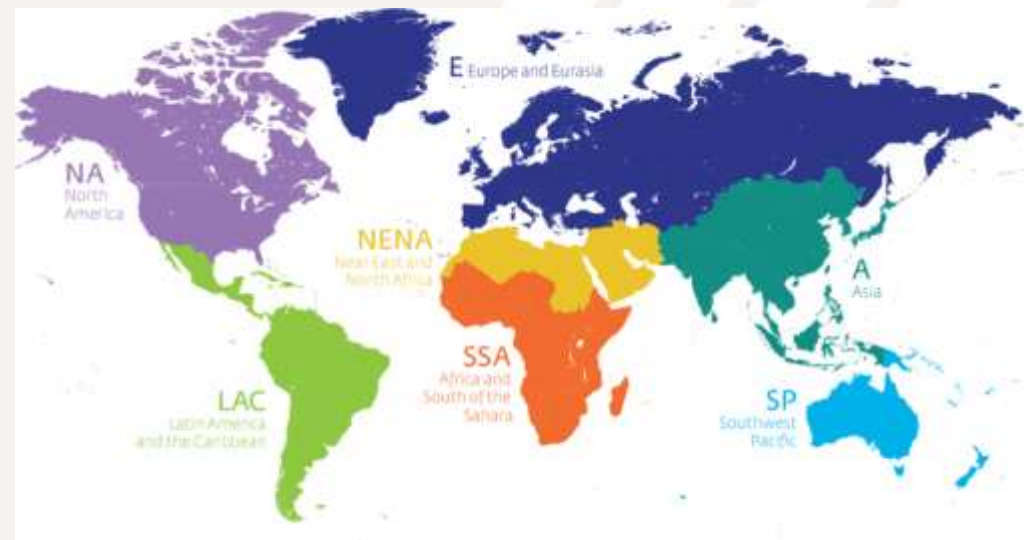 E Europe and Eurasia
NA
North
America
NENA
Near East and
North Africa
A
Asia
SSA
Africa and
South of the
Sahara
LAC
Latin America
and the Caribbean
SP
Southwest
Pacific